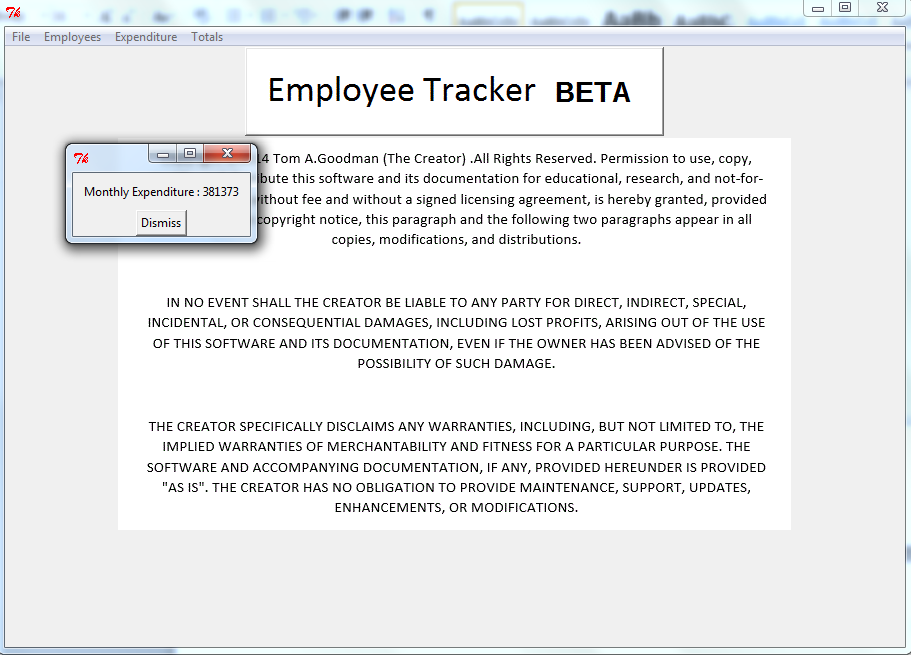 Tk
File Employees Expenditure Totals
Employee Tracker BETA
Tk
Monthly Expenditure : 381373
Dismiss
14 Tom A.Goodman (The Creator) .All Rights Reserved. Permission to use, copy,
bute this software and its documentation for educational, research, and not-for-
ithout fee and without a signed licensing agreement, is hereby granted, provided
copyright notice, this paragraph and the following two paragraphs appear in all
copies, modifications, and distributions.
IN NO EVENT SHALL THE CREATOR BE LIABLE TO ANY PARTY FOR DIRECT, INDIRECT, SPECIAL,
INCIDENTAL, OR CONSEQUENTIAL DAMAGES, INCLUDING LOST PROFITS, ARISING OUT OF THE USE
OF THIS SOFTWARE AND ITS DOCUMENTATION, EVEN IF THE OWNER HAS BEEN ADVISED OF THE
POSSIBILITY OF SUCH DAMAGE.
THE CREATOR SPECIFICALLY DISCLAIMS ANY WARRANTIES, INCLUDING, BUT NOT LIMITED TO, THE
IMPLIED WARRANTIES OF MERCHANTABILITY AND FITNESS FOR A PARTICULAR PURPOSE. THE
SOFTWARE AND ACCOMPANYING DOCUMENTATION, IF ANY, PROVIDED HEREUNDER IS PROVIDED
"AS IS". THE CREATOR HAS NO OBLIGATION TO PROVIDE MAINTENANCE, SUPPORT, UPDATES,
ENHANCEMENTS, OR MODIFICATIONS.